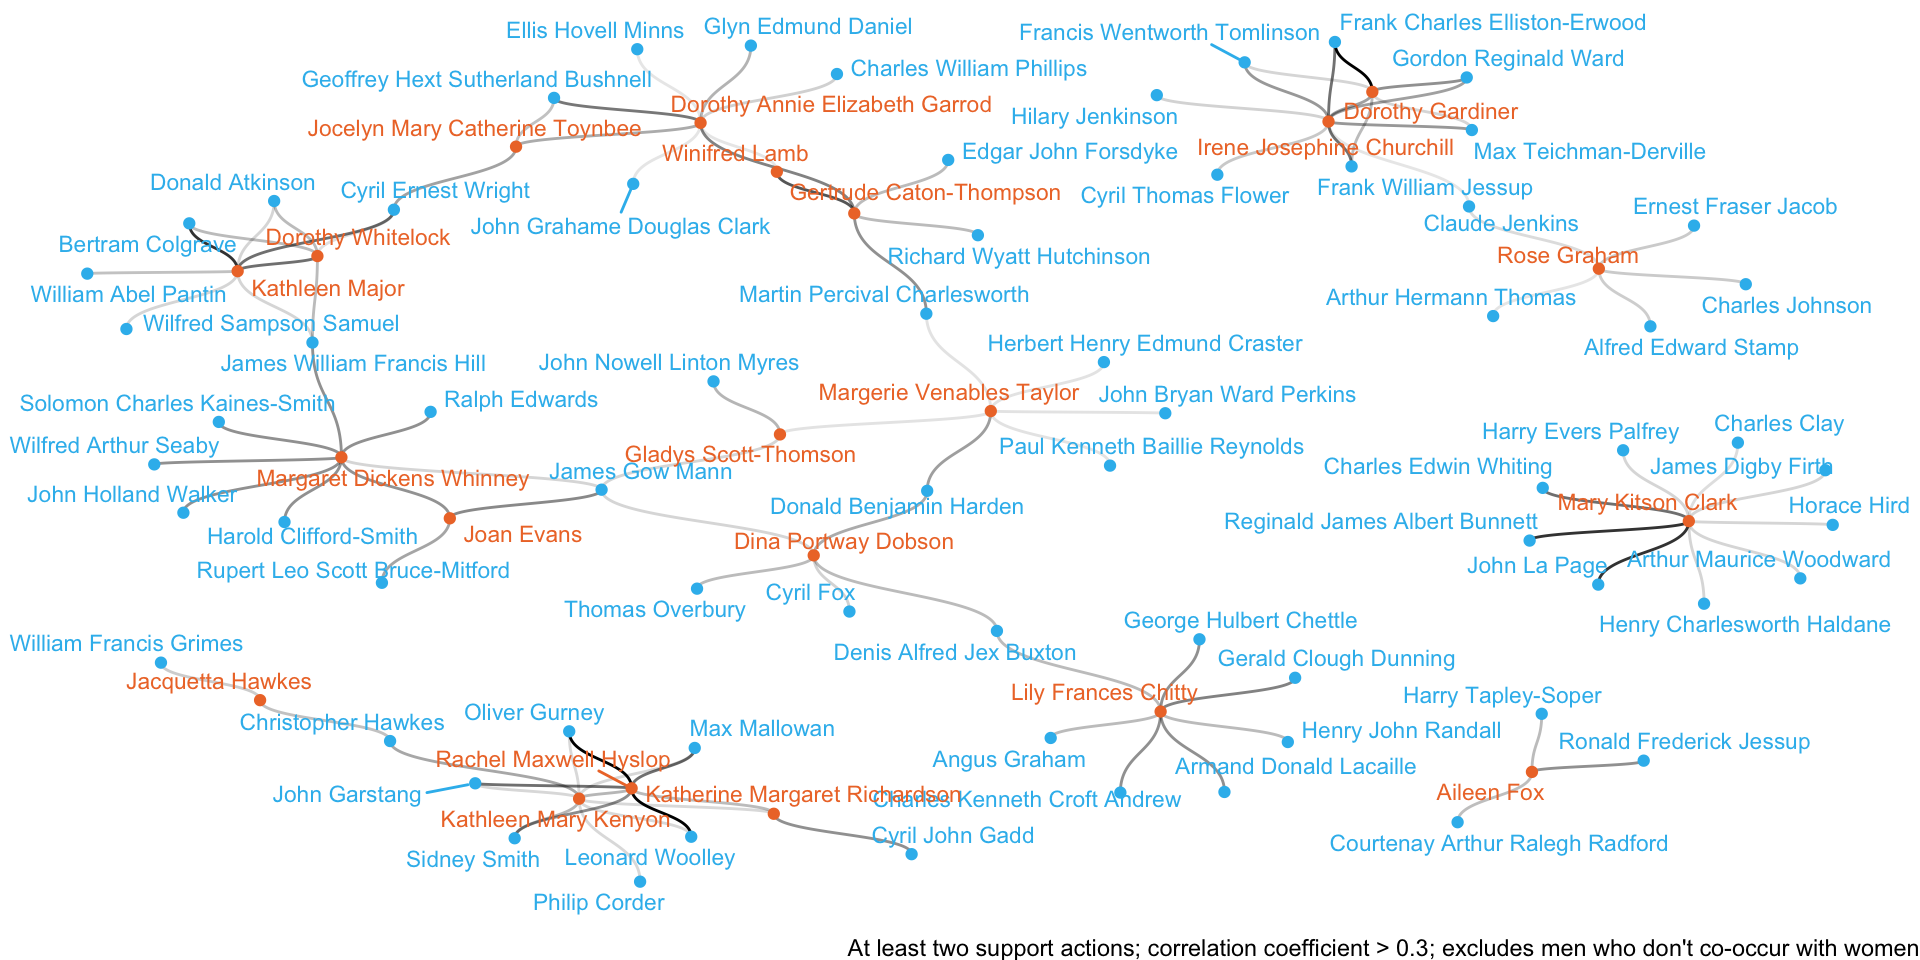 Ellis Hovell Minns
Glyn Edmund Daniel
Francis Wentworth Tomlinson
Frank Charles Elliston-Erwood
Gordon Reginald Ward
Geoffrey Hext Sutherland Bushnell
Charles William Phillips
Dorothy Annie Elizabeth Garrod
Hilary Jenkinson
Dorothy Gardiner
Jocelyn Mary Catherine Toynbee
Winifred Lamb
Edgar John Forsdyke
Irene Josephine Churchill
Max Teichman-Derville
Donald Atkinson
Cyril Ernest Wright
Gertrude Caton-Thompson
Cyril Thomas Flower
Frank William Jessup
Ernest Fraser Jacob
John Grahame Douglas Clark
Claude Jenkins
Bertram Colgrave
Dorothy Whitelock
Richard Wyatt Hutchinson
Rose Graham
William Abel Pantin
Kathleen Major
Martin Percival Charlesworth
Arthur Hermann Thomas
Charles Johnson
Wilfred Sampson Samuel
Herbert Henry Edmund Craster
Alfred Edward Stamp
James William Francis Hill
John Nowell Linton Myres
Margerie Venables Taylor
John Bryan Ward Perkins
Solomon Charles Kaines-Smith
Ralph Edwards
Charles Clay
Harry Evers Palfrey
Wilfred Arthur Seaby
Gladys Scott-Thomson
Paul Kenneth Baillie Reynolds
Charles Edwin Whiting
James Digby Firth
Margaret Dickens Whinney
James Gow Mann
John Holland Walker
Donald Benjamin Harden
Mary Kitson Clark
Horace Hird
Reginald James Albert Bunnett
Harold Clifford-Smith
Joan Evans
Dina Portway Dobson
Rupert Leo Scott Bruce-Mitford
John La Page
Arthur Maurice Woodward
Thomas Overbury
Cyril Fox
George Hulbert Chettle
Henry Charlesworth Haldane
William Francis Grimes
Denis Alfred Jex Buxton
Gerald Clough Dunning
Jacquetta Hawkes
Lily Frances Chitty
Harry Tapley-Soper
Christopher Hawkes
Oliver Gurney
Max Mallowan
Henry John Randall
Ronald Frederick Jessup
Rachel Maxwell Hyslop
Angus Graham
Armand Donald Lacaille
John Garstang
Katherine Margaret Richardson
Charles Kenneth Croft Andrew
Aileen Fox
Kathleen Mary Kenyon
Cyril John Gadd
Courtenay Arthur Ralegh Radford
Sidney Smith
Leonard Woolley
Philip Corder
At least two support actions; correlation coefficient > 0.3; excludes men who don't co-occur with women